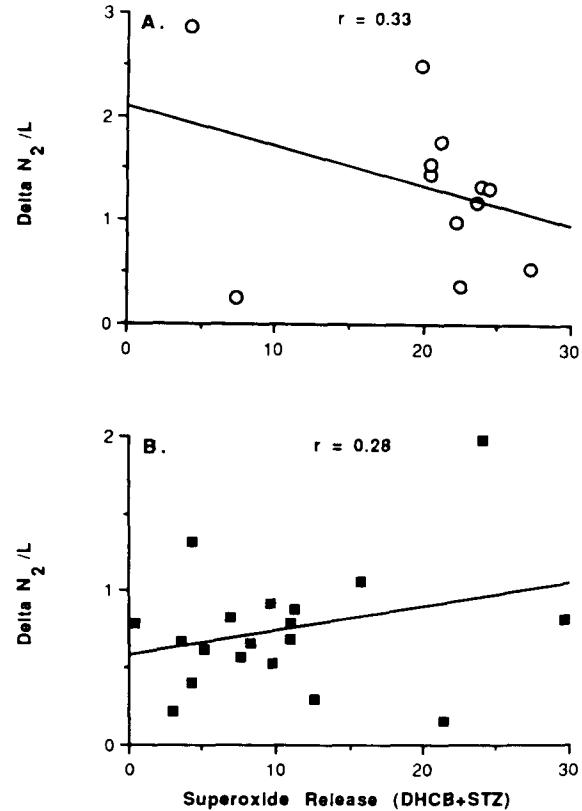 A.
r = 0.33
Delta N2/L
3
2
1
0
0 10 20 30
B.
r = 0.28
Delta N2/L
2
1
0
0 10 20 30
Superoxide Release (DHCB+STZ)